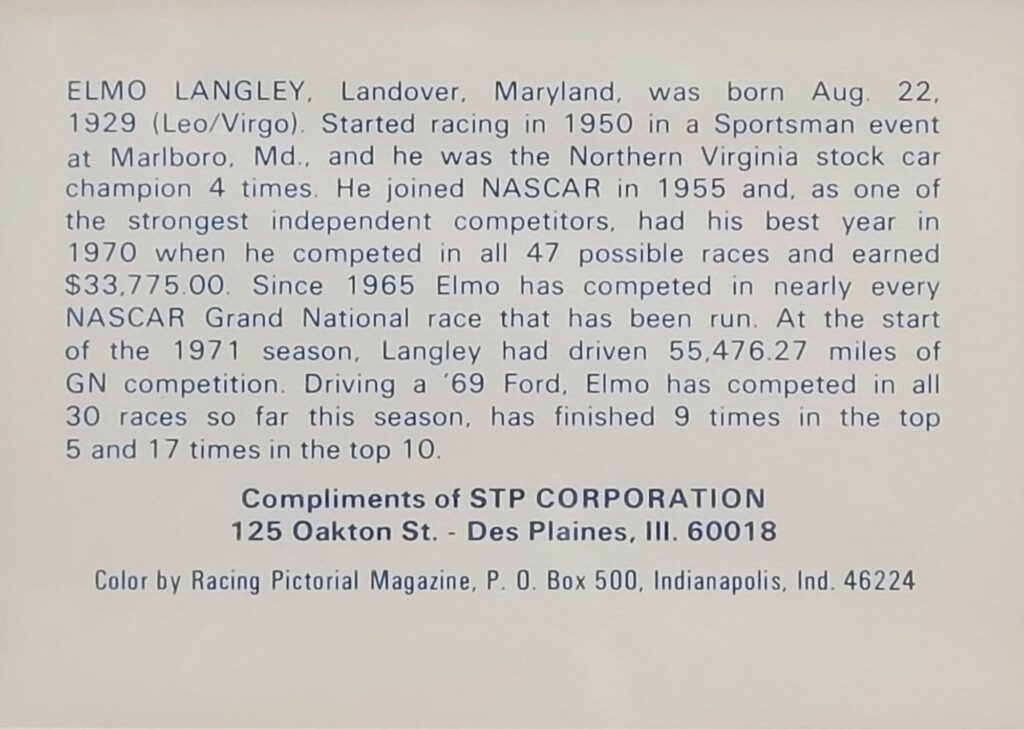 ELMO LANGLEY, Landover, Maryland, was born Aug. 22,
1929 (Leo/Virgo). Started racing in 1950 in a Sportsman event
at Marlboro, Md., and he was the Northern Virginia stock car
champion 4 times. He joined NASCAR in 1955 and, as one of
the strongest independent competitors, had his best year in
1970 when he competed in all 47 possible races and earned
$33,775.00. Since 1965 Elmo has competed in nearly every
NASCAR Grand National race that has been run. At the start
of the 1971 season, Langley had driven 55,476.27 miles of
GN competition. Driving a '69 Ford, Elmo has competed in all
30 races so far this season, has finished 9 times in the top
5 and 17 times in the top 10.
Compliments of STP CORPORATION
125 Oakton St. - Des Plaines, Ill. 60018
Color by Racing Pictorial Magazine, P. O. Box 500, Indianapolis, Ind. 46224